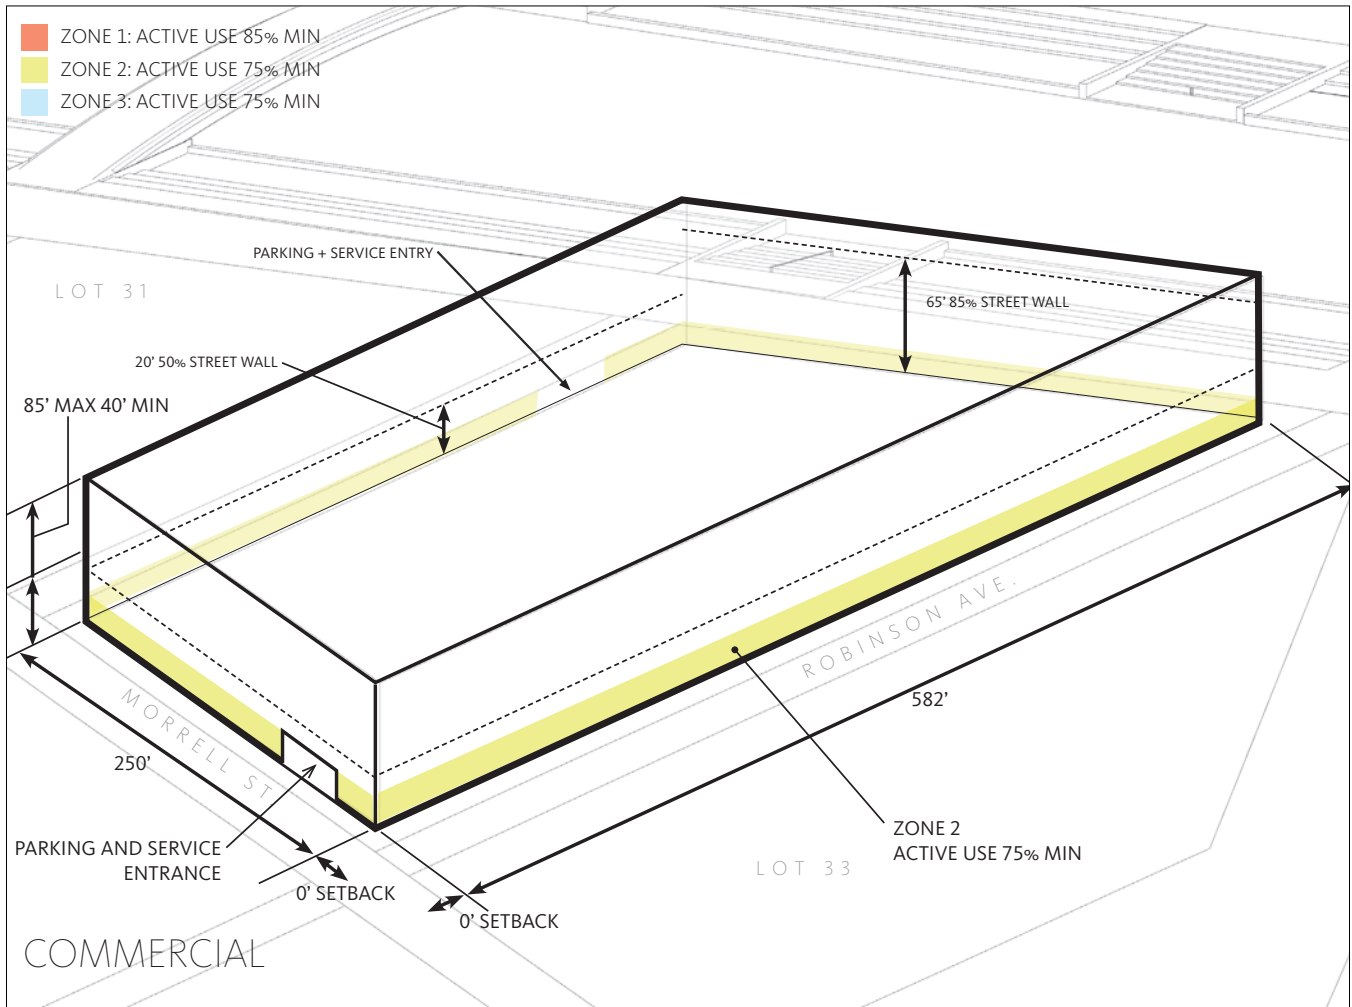 ZONE 1: ACTIVE USE 85% MIN
ZONE 2: ACTIVE USE 75% MIN
ZONE 3: ACTIVE USE 75% MIN
PARKING + SERVICE ENTRY
LOT 31
65' 85% STREET WALL
20' 50% STREET WALL
85' MAX 40' MIN
ROBINSON AVE.
582'
MORRELL ST
250'
ZONE 2
ACTIVE USE 75% MIN
PARKING AND SERVICE
ENTRANCE
LOT 33
0' SETBACK
0' SETBACK
COMMERCIAL